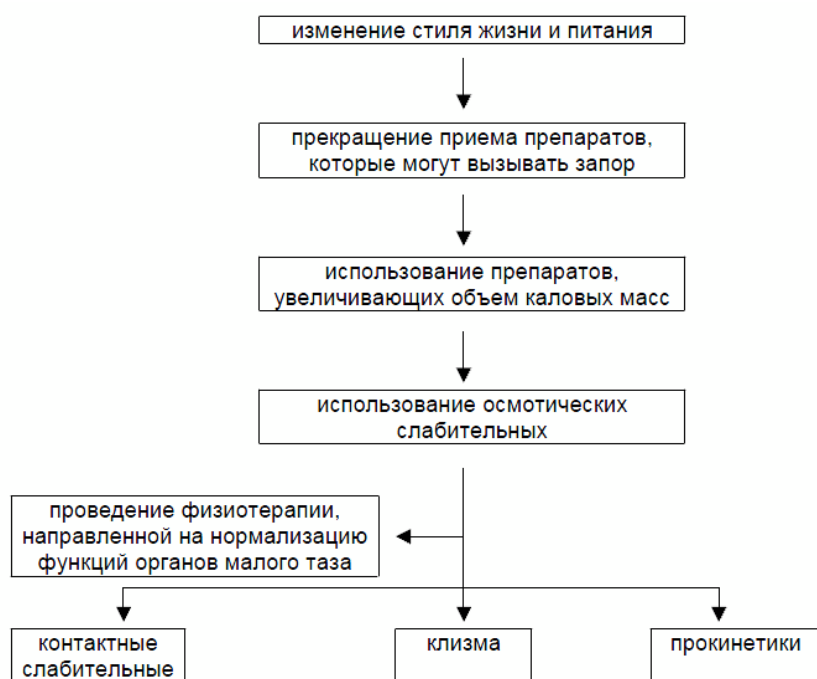 изменение стиля жизни и питания
прекращение приема препаратов,
которые могут вызывать запор
использование препаратов,
увеличивающих объем каловых масс
использование осмотических
слабительных
проведение физиотерапии,
направленной на нормализацию
функций органов малого таза
контактные
слабительные
клизма
прокинетики